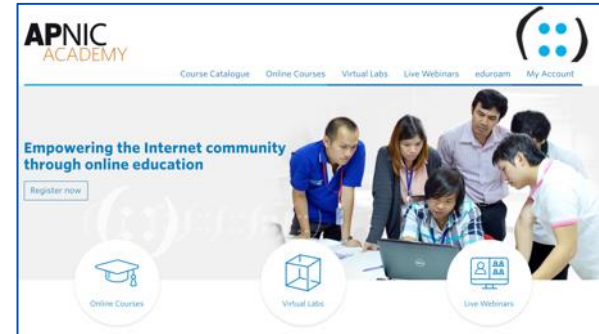 APNIC
ACADEMY
Course Catalogue Online Courses Virtual Labs Live Webinars eduroam My Account
Empowering the Internet community
through online education
Register now
Online Courses Virtual Labs Live Webinars